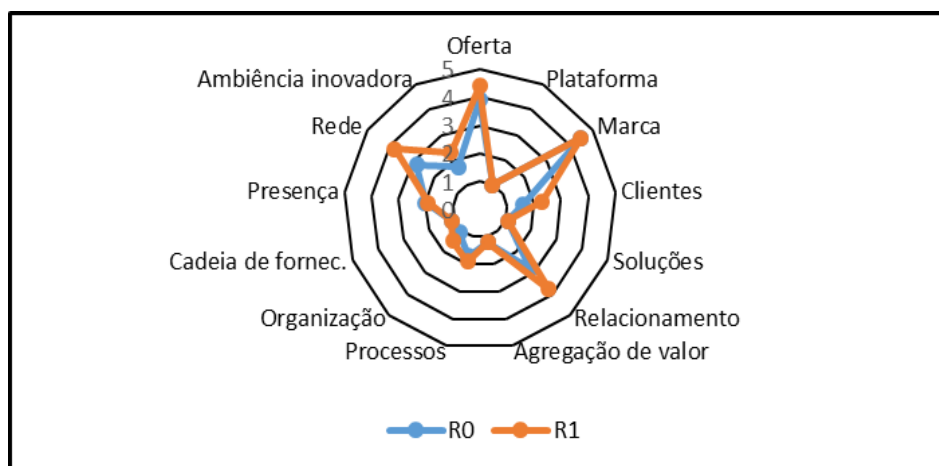 Oferta
Plataforma
Marca
Clientes
Soluções
Relacionamento
Agregação de valor
Processos
Organização
Cadeia de fornec.
Presença
Rede
Ambiência inovadora
5
4
3
2
1
0
R0
R1